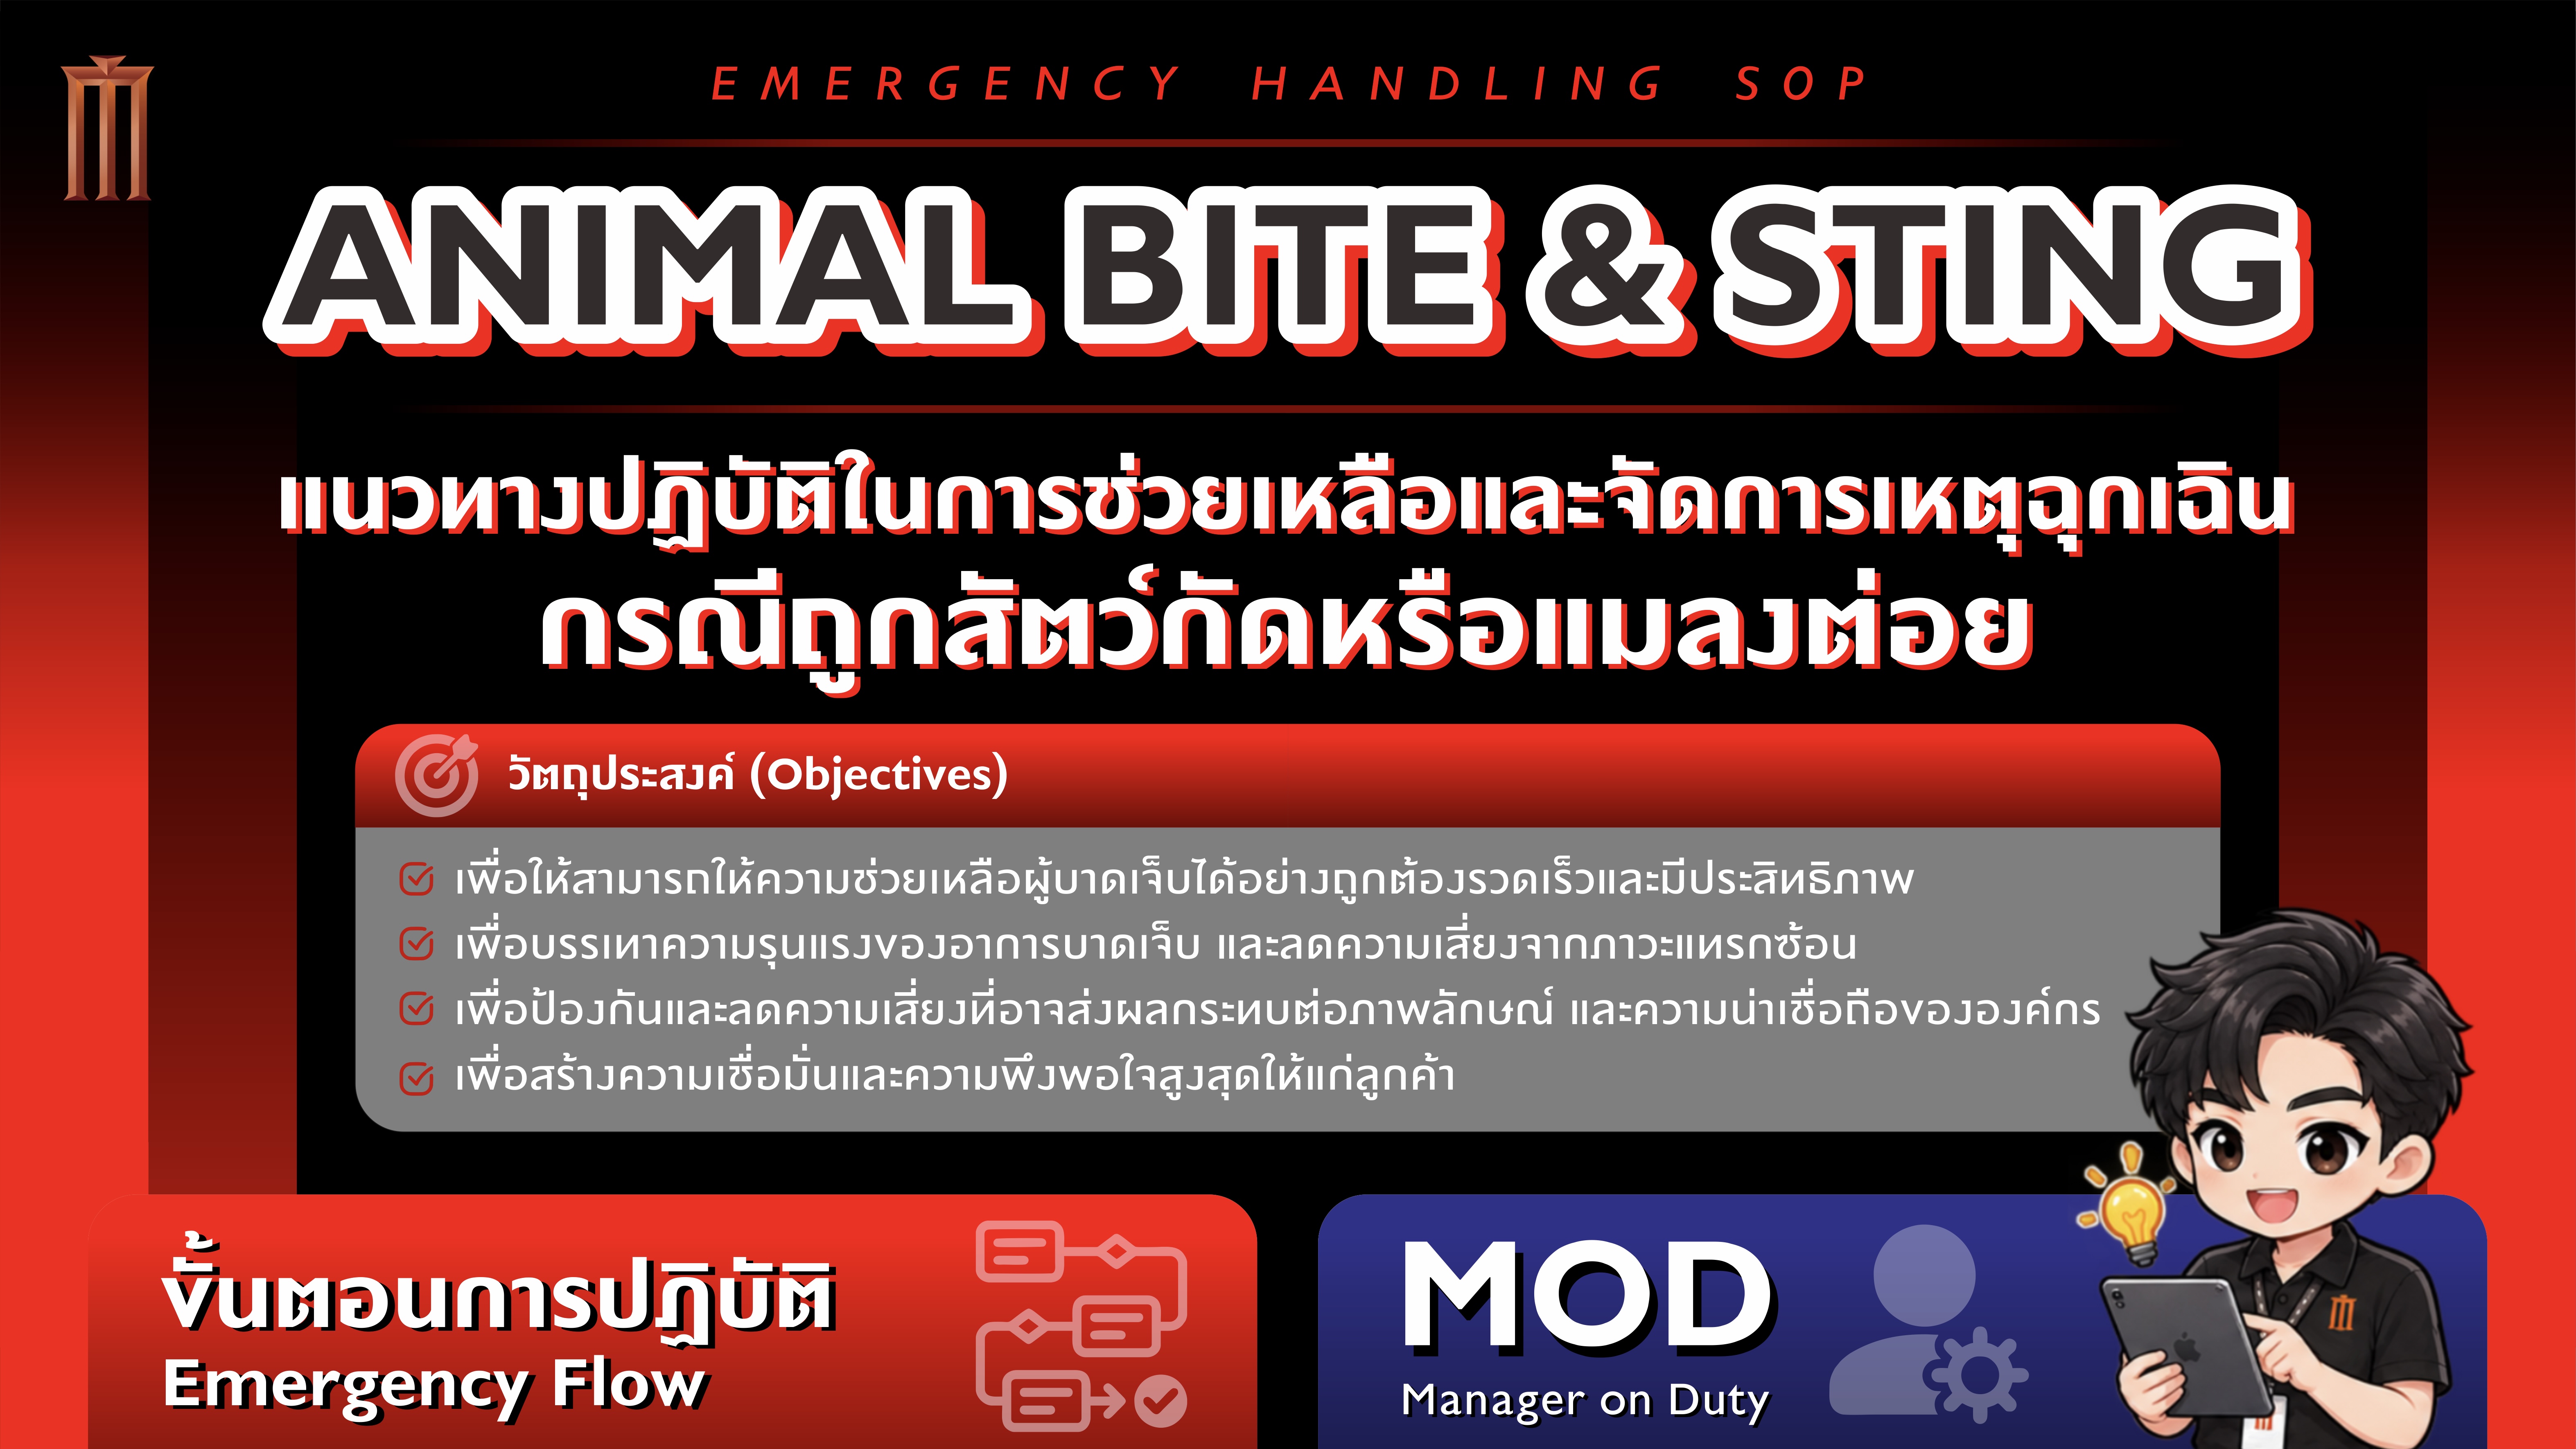 EMERGENCY HANDLING SOP
ANIMAL BITE & STING
แนวทางปฏิบัติในการช่วยเหลือและจัดการเหตุฉุกเฉิน
กรณีถูกสัตว์กัดหรือแมลงต่อย
วัตถุประสงค์ (Objectives)
เพื่อให้สามารถให้ความช่วยเหลือผู้บาดเจ็บได้อย่างถูกต้องรวดเร็วและมีประสิทธิภาพ
เพื่อบรรเทาความรุนแรงของอาการบาดเจ็บ และลดความเสี่ยงจากภาวะแทรกซ้อน
เพื่อป้องกันและลดความเสี่ยงที่อาจส่งผลกระทบต่อภาพลักษณ์ และความน่าเชื่อถือขององค์กร
เพื่อสร้างความเชื่อมั่นและความพึงพอใจสูงสุดให้แก่ลูกค้า
ขั้นตอนการปฏิบัติ
Emergency Flow
MOD
Manager on Duty